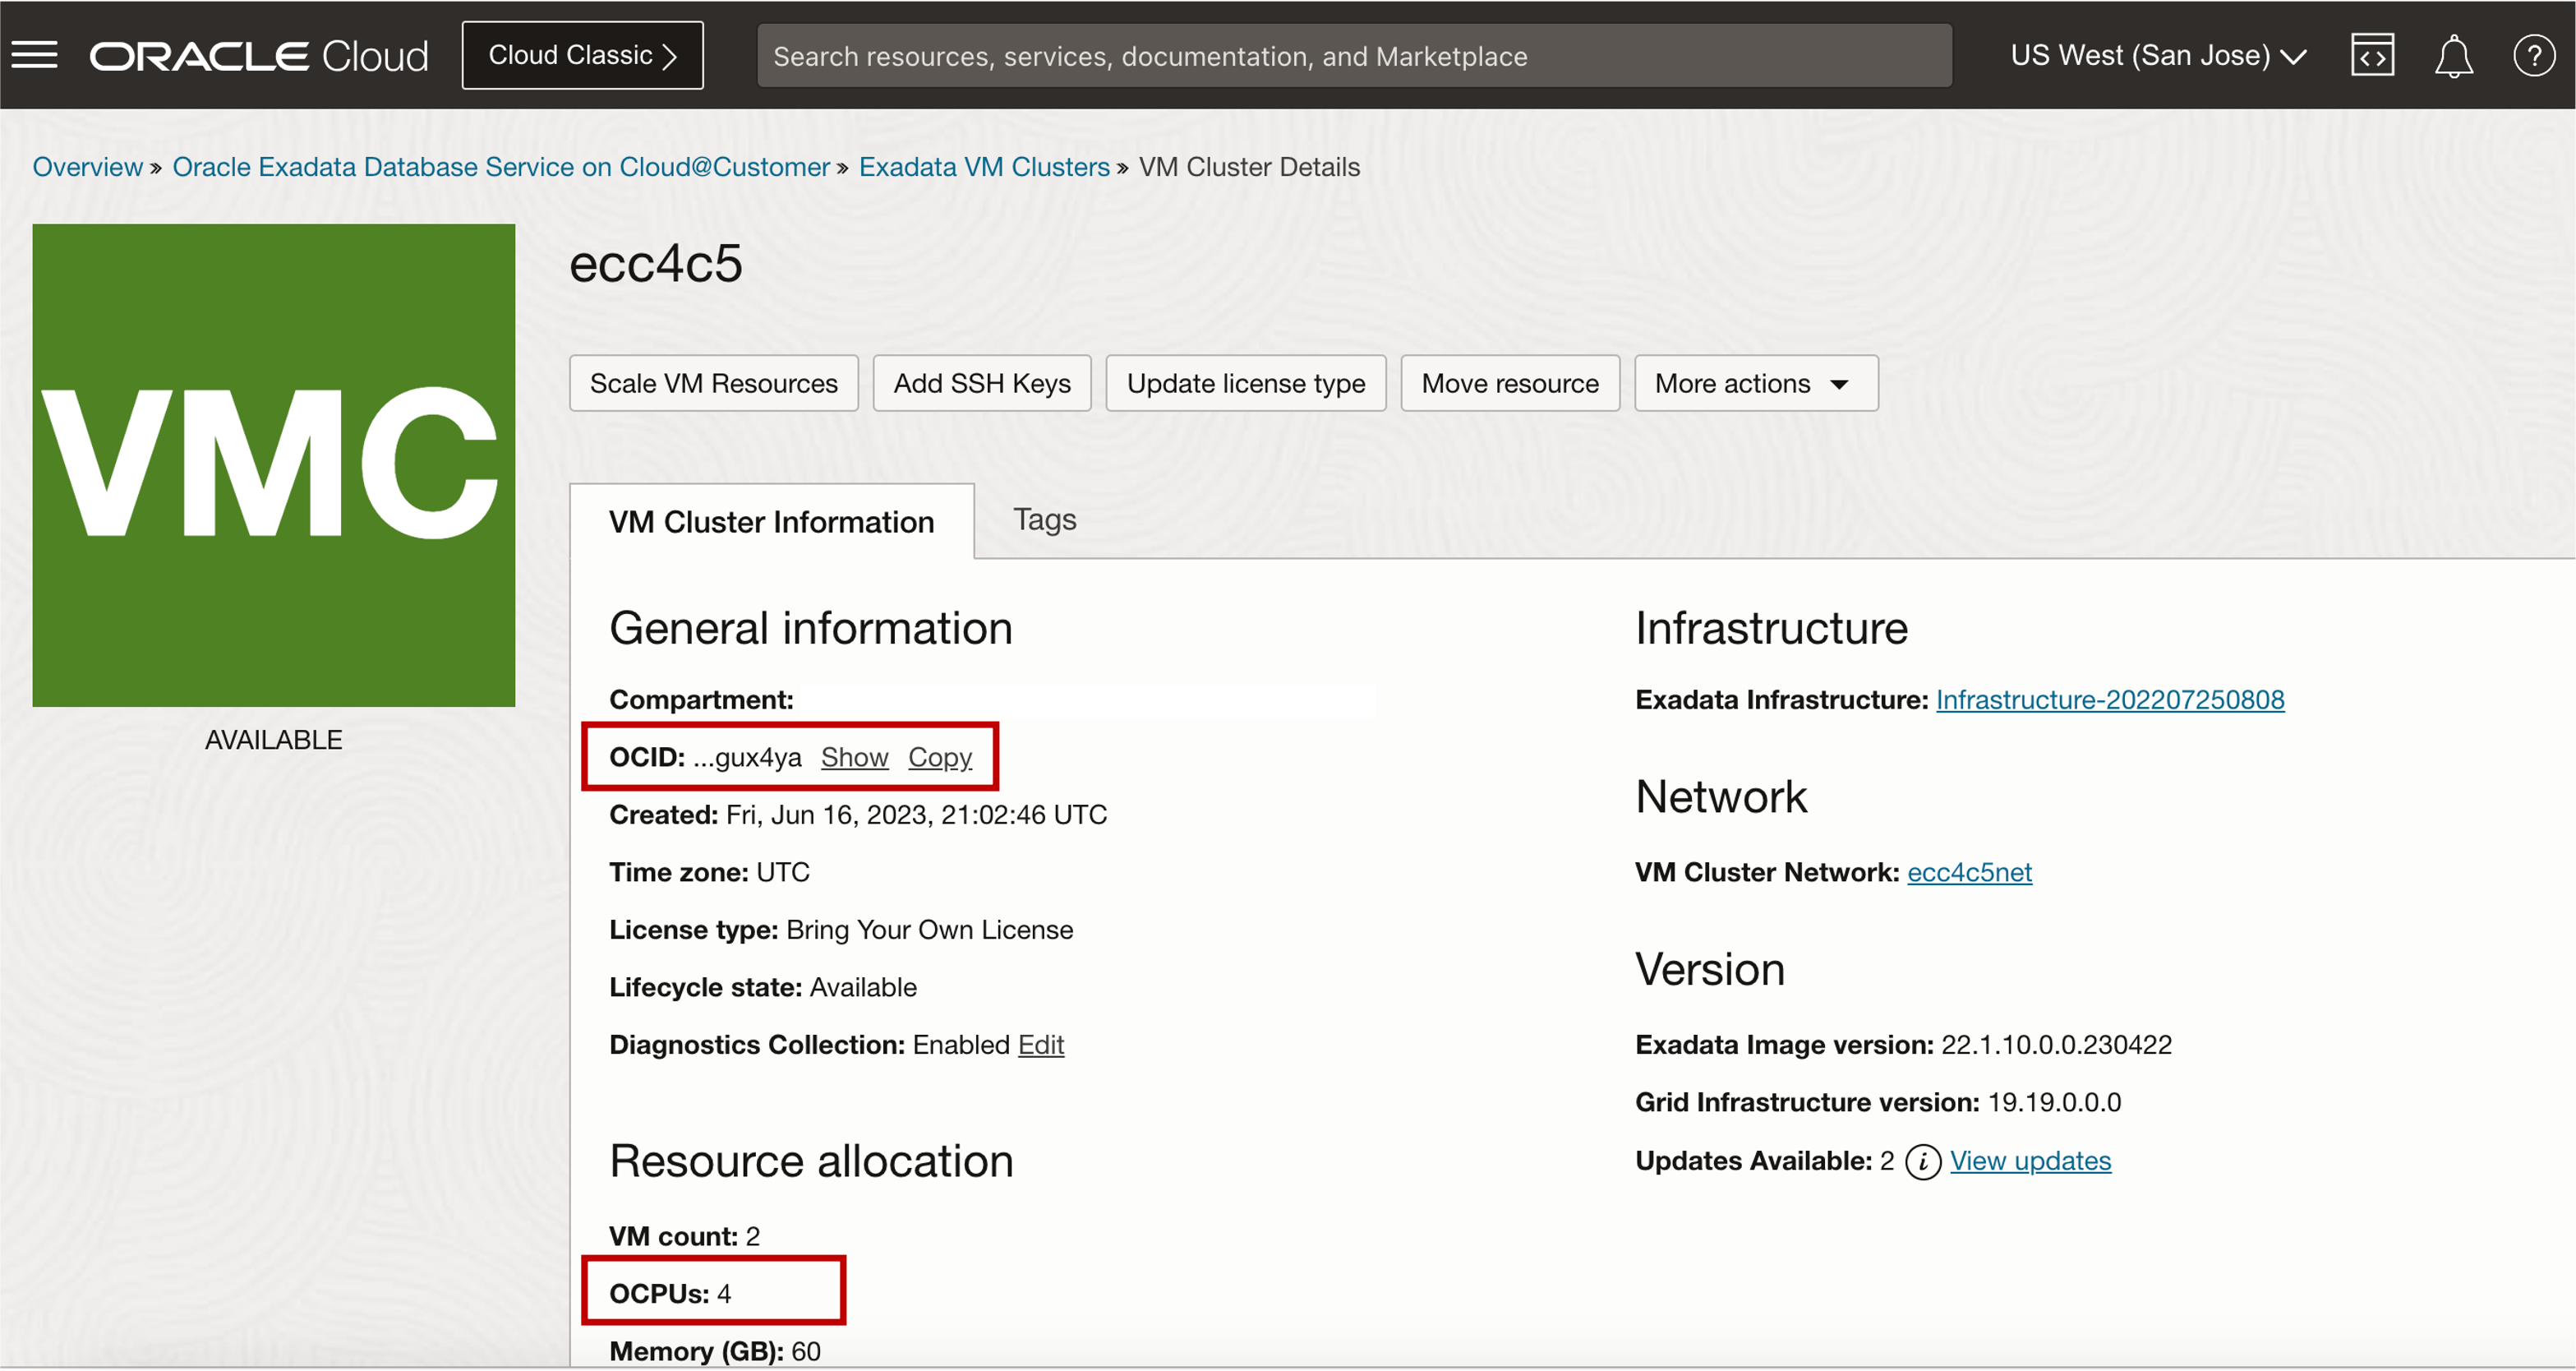 ORACLE Cloud Cloud Classic Search resources, services, documentation, and Marketplace US West (San Jose)
Overview » Oracle Exadata Database Service on Cloud@Customer » Exadata VM Clusters » VM Cluster Details
VMC
AVAILABLE
ecc4c5
Scale VM Resources Add SSH Keys Update license type Move resource More actions
VM Cluster Information Tags
General information
Compartment:
OCID: ...gux4ya Show Copy
Created: Fri, Jun 16, 2023, 21:02:46 UTC
Time zone: UTC
License type: Bring Your Own License
Lifecycle state: Available
Diagnostics Collection: Enabled Edit
Resource allocation
VM count: 2
OCPUs: 4
Memory (GB): 60
Infrastructure
Exadata Infrastructure: Infrastructure-202207250808
Network
VM Cluster Network: ecc4c5net
Version
Exadata Image version: 22.1.10.0.0.230422
Grid Infrastructure version: 19.19.0.0.0
Updates Available: 2 i View updates